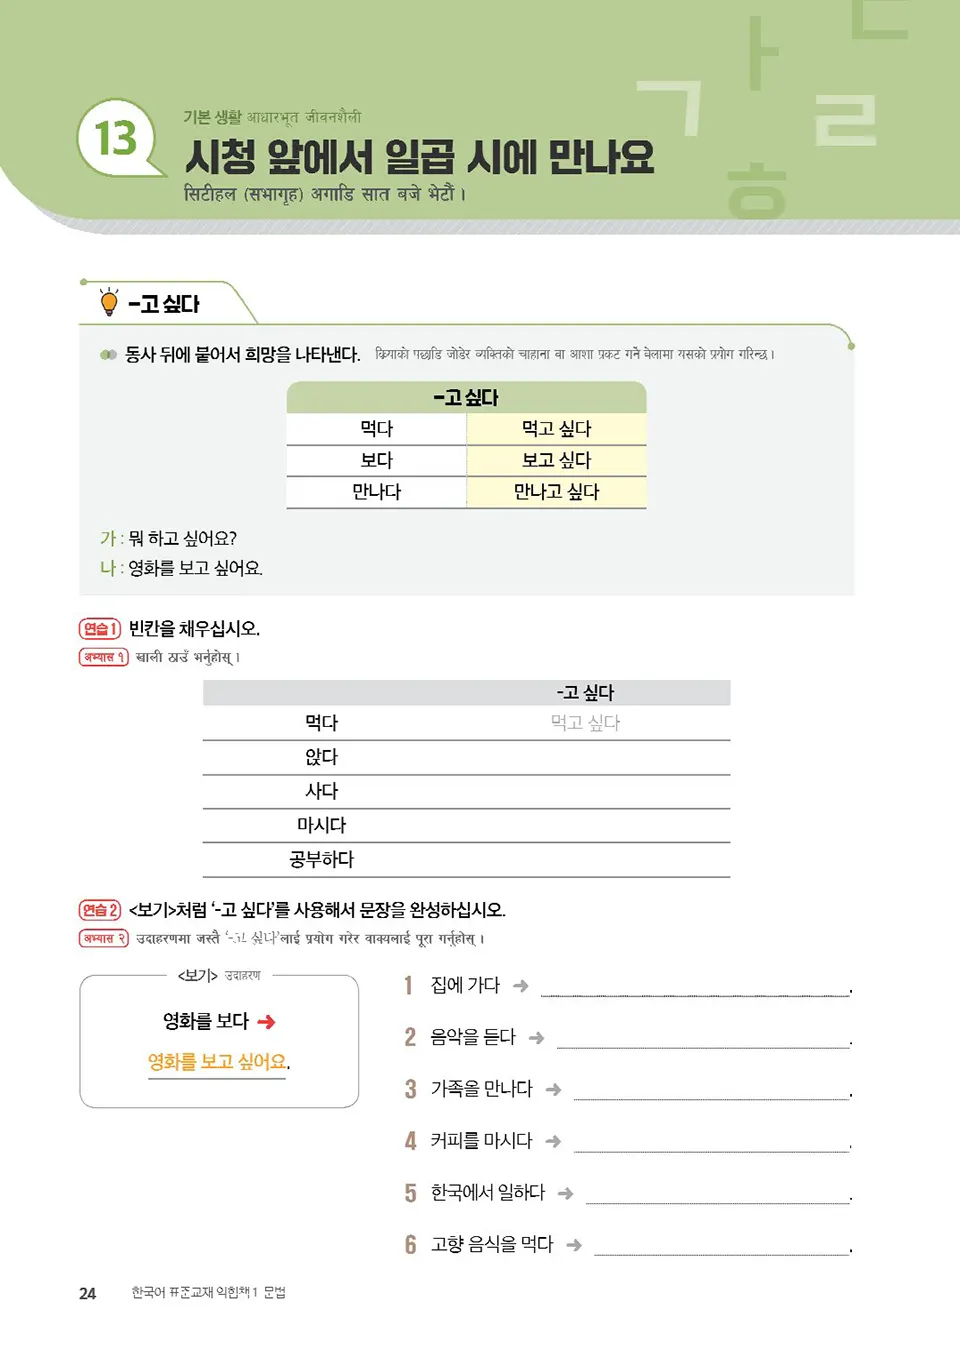 13
기본 생활 आधारभूत जीवनशैली
시청 앞에서 일곱 시에 만나요
सिटीहल (सभागृह) अगाडि सात बजे भेटौं ।
ㄱ ㅏ ㄷ ㄹ ㅎ
-고 싶다
동사 뒤에 붙어서 희망을 나타낸다. क्रियाको पछाडि जोडेर व्यक्तिको चाहाना वा आशा प्रकट गर्ने बेलामा यसको प्रयोग गरिन्छ ।
-고 싶다
먹다 먹고 싶다
보다 보고 싶다
만나다 만나고 싶다
가 : 뭐 하고 싶어요?
나 : 영화를 보고 싶어요.
연습 1 빈칸을 채우십시오.
अभ्यास १ खाली ठाउँ भर्नुहोस् ।
-고 싶다
먹다 먹고 싶다
앉다
사다
마시다
공부하다
연습 2 <보기>처럼 ‘-고 싶다’를 사용해서 문장을 완성하십시오.
अभ्यास २ उदाहरणमा जस्तै ‘-고 싶다’लाई प्रयोग गरेर वाक्यलाई पूरा गर्नुहोस् ।
<보기> उदाहरण
영화를 보다 ➜
영화를 보고 싶어요.
1 집에 가다 ➜ .
2 음악을 듣다 ➜ .
3 가족을 만나다 ➜ .
4 커피를 마시다 ➜ .
5 한국에서 일하다 ➜ .
6 고향 음식을 먹다 ➜ .
24 한국어 표준교재 익힘책 1 문법